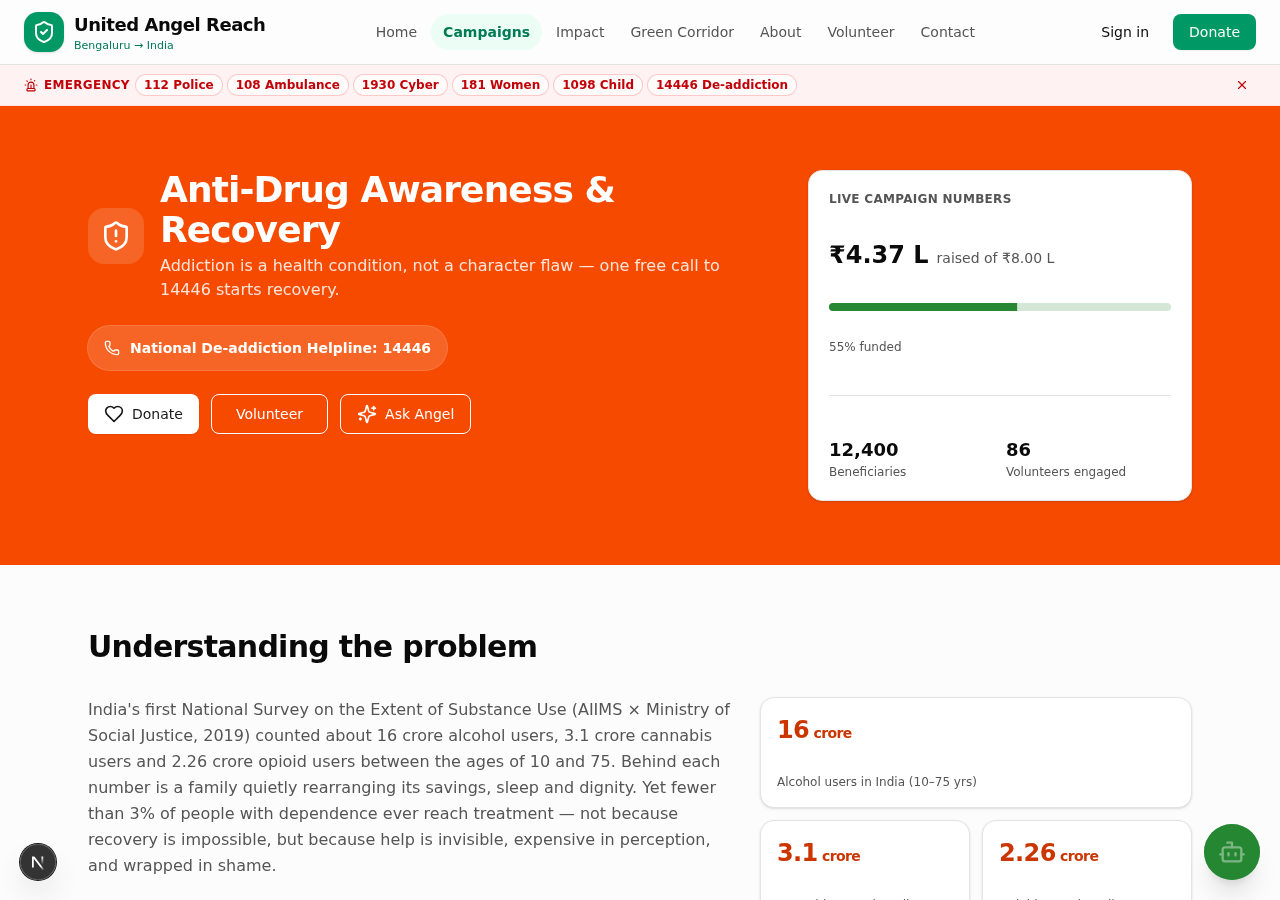 United Angel Reach
Bengaluru → India
Home
Campaigns
Impact
Green Corridor
About
Volunteer
Contact
Sign in
Donate
EMERGENCY
112 Police
108 Ambulance
1930 Cyber
181 Women
1098 Child
14446 De-addiction
Anti-Drug Awareness &
Recovery
Addiction is a health condition, not a character flaw — one free call to
14446 starts recovery.
National De-addiction Helpline: 14446
Donate
Volunteer
Ask Angel
LIVE CAMPAIGN NUMBERS
₹4.37 L raised of ₹8.00 L
55% funded
12,400
Beneficiaries
86
Volunteers engaged
Understanding the problem
India's first National Survey on the Extent of Substance Use (AIIMS × Ministry of
Social Justice, 2019) counted about 16 crore alcohol users, 3.1 crore cannabis
users and 2.26 crore opioid users between the ages of 10 and 75. Behind each
number is a family quietly rearranging its savings, sleep and dignity. Yet fewer
than 3% of people with dependence ever reach treatment — not because
recovery is impossible, but because help is invisible, expensive in perception,
and wrapped in shame.
16 crore
Alcohol users in India (10–75 yrs)
3.1 crore
2.26 crore
N